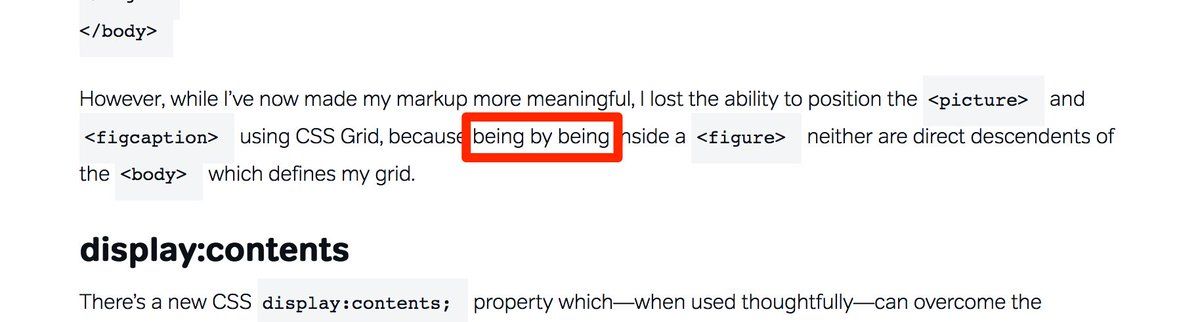 </body>
However, while I’ve now made my markup more meaningful, I lost the ability to position the <picture> and
<figcaption> using CSS Grid, because being by being inside a <figure> neither are direct descendents of
the <body> which defines my grid.
display:contents
There’s a new CSS display:contents; property which—when used thoughtfully—can overcome the